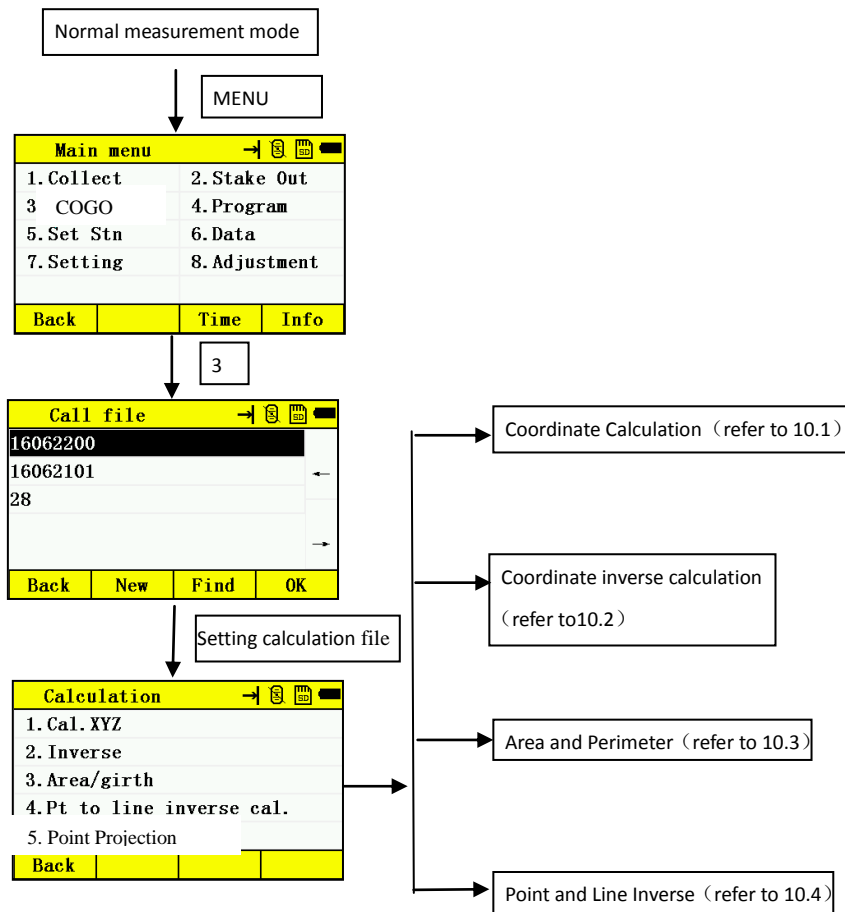 Normal measurement mode
MENU
Main menu
SD
1.Collect 2.Stake Out
3 COGO 4.Program
5.Set Stn 6.Data
7.Setting 8.Adjustment
Back Time Info
3
Call file
SD
16062200
16062101
28
Back New Find OK
Setting calculation file
Calculation
SD
1.Cal.XYZ
2.Inverse
3.Area/girth
4.Pt to line inverse cal.
5. Point Projection
Back
Coordinate Calculation（refer to 10.1）
Coordinate inverse calculation
（refer to10.2）
Area and Perimeter（refer to 10.3）
Point and Line Inverse（refer to 10.4）